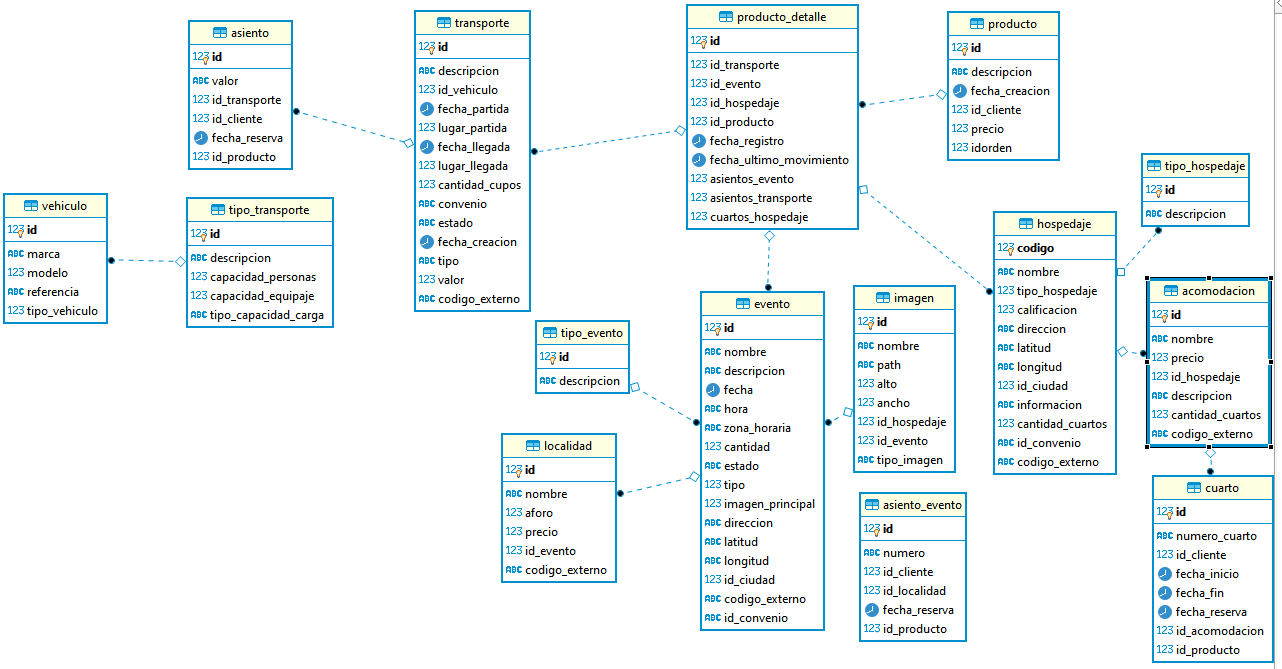 asiento
123 id
ABC valor
123 id_transporte
123 id_cliente
fecha_reserva
123 id_producto
transporte
123 id
ABC descripcion
123 id_vehiculo
fecha_partida
123 lugar_partida
fecha_llegada
123 lugar_llegada
123 cantidad_cupos
ABC convenio
ABC estado
fecha_creacion
ABC tipo
123 valor
ABC codigo_externo
producto_detalle
123 id
123 id_transporte
123 id_evento
123 id_hospedaje
123 id_producto
fecha_registro
fecha_ultimo_movimiento
123 asientos_evento
123 asientos_transporte
123 cuartos_hospedaje
producto
123 id
ABC descripcion
fecha_creacion
123 id_cliente
123 precio
123 idorden
tipo_hospedaje
123 id
ABC descripcion
vehiculo
123 id
ABC marca
123 modelo
ABC referencia
123 tipo_vehiculo
tipo_transporte
123 id
ABC descripcion
123 capacidad_personas
123 capacidad_equipaje
ABC tipo_capacidad_carga
hospedaje
123 codigo
ABC nombre
123 tipo_hospedaje
123 calificacion
ABC direccion
ABC latitud
ABC longitud
123 id_ciudad
ABC informacion
123 cantidad_cuartos
ABC id_convenio
ABC codigo_externo
acomodacion
123 id
ABC nombre
123 precio
123 id_hospedaje
ABC descripcion
123 cantidad_cuartos
ABC codigo_externo
tipo_evento
123 id
ABC descripcion
evento
123 id
ABC nombre
ABC descripcion
fecha
ABC hora
ABC zona_horaria
123 cantidad
ABC estado
123 tipo
123 imagen_principal
ABC direccion
ABC latitud
ABC longitud
123 id_ciudad
ABC codigo_externo
ABC id_convenio
imagen
123 id
ABC nombre
ABC path
123 alto
123 ancho
123 id_hospedaje
123 id_evento
ABC tipo_imagen
localidad
123 id
ABC nombre
123 aforo
123 precio
123 id_evento
ABC codigo_externo
asiento_evento
123 id
ABC numero
123 id_cliente
123 id_localidad
fecha_reserva
123 id_producto
cuarto
123 id
ABC numero_cuarto
123 id_cliente
fecha_inicio
fecha_fin
fecha_reserva
123 id_acomodacion
123 id_producto